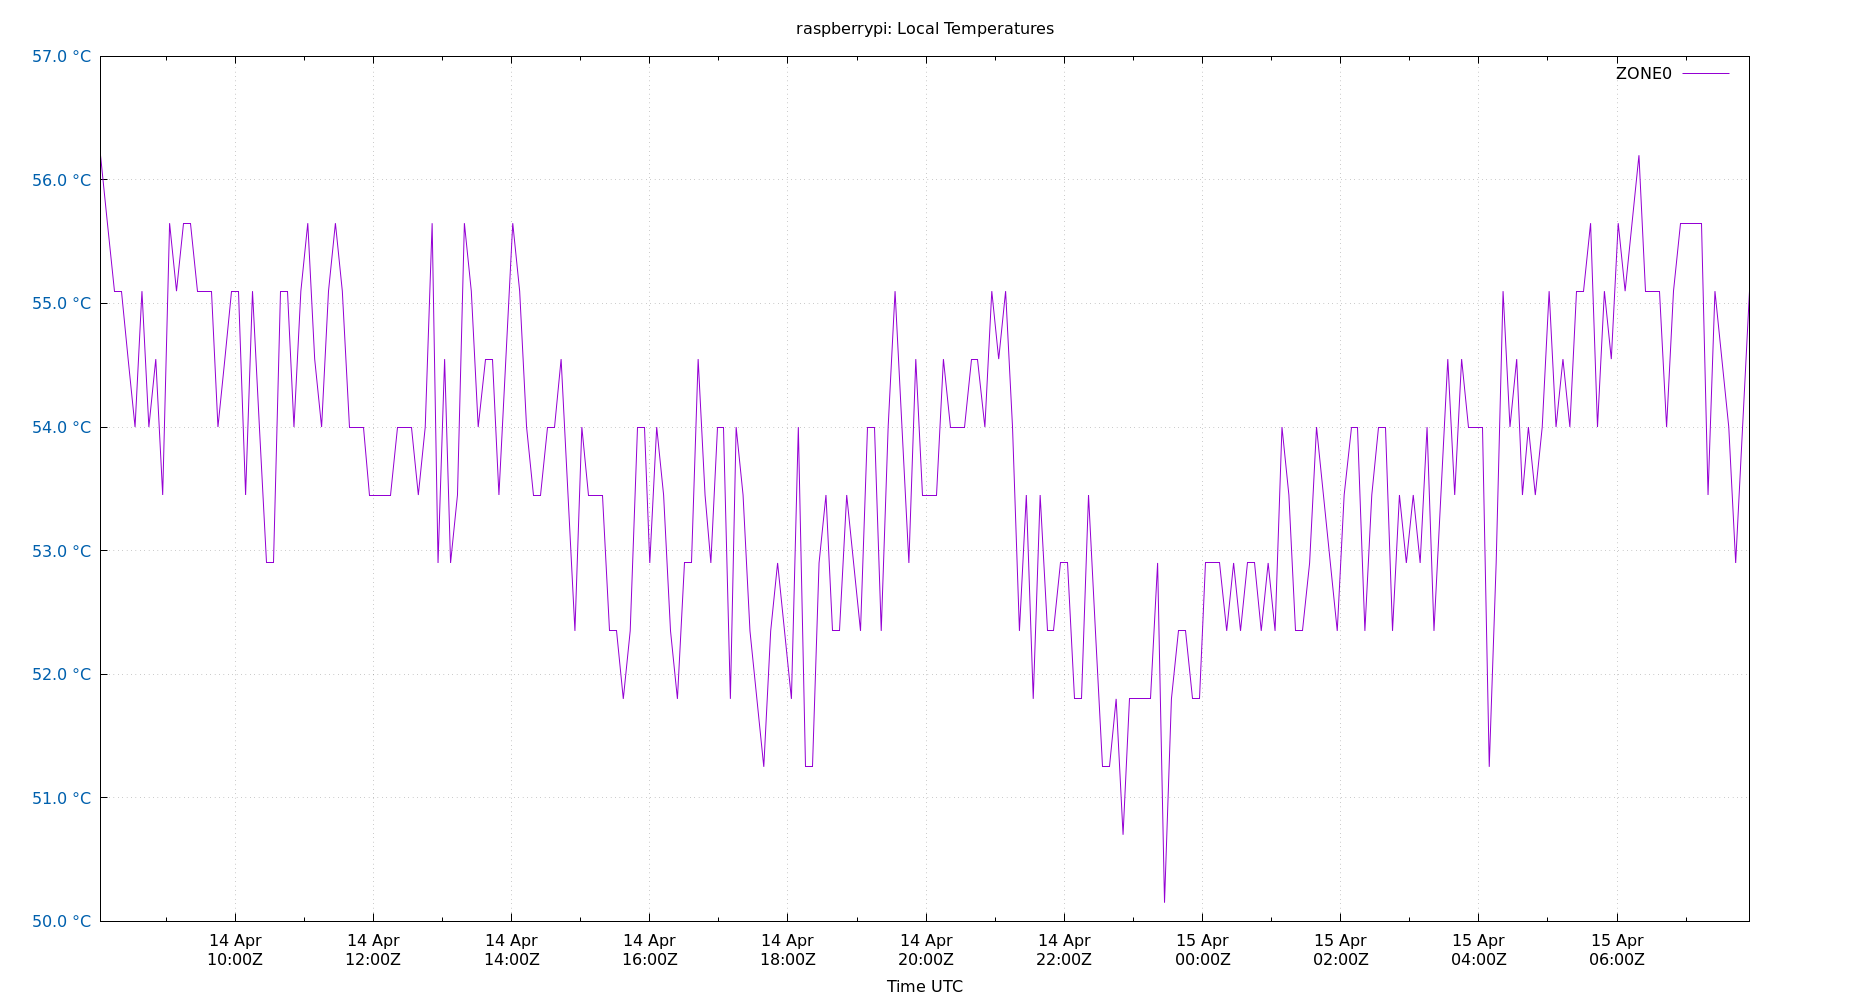 raspberrypi: Local Temperatures
57.0 °C
ZONE0
56.0 °C
55.0 °C
54.0 °C
53.0 °C
52.0 °C
51.0 °C
50.0 °C
14 Apr 14 Apr 14 Apr 14 Apr 14 Apr 14 Apr 14 Apr 15 Apr 15 Apr 15 Apr 15 Apr
10:00Z 12:00Z 14:00Z 16:00Z 18:00Z 20:00Z 22:00Z 00:00Z 02:00Z 04:00Z 06:00Z
Time UTC